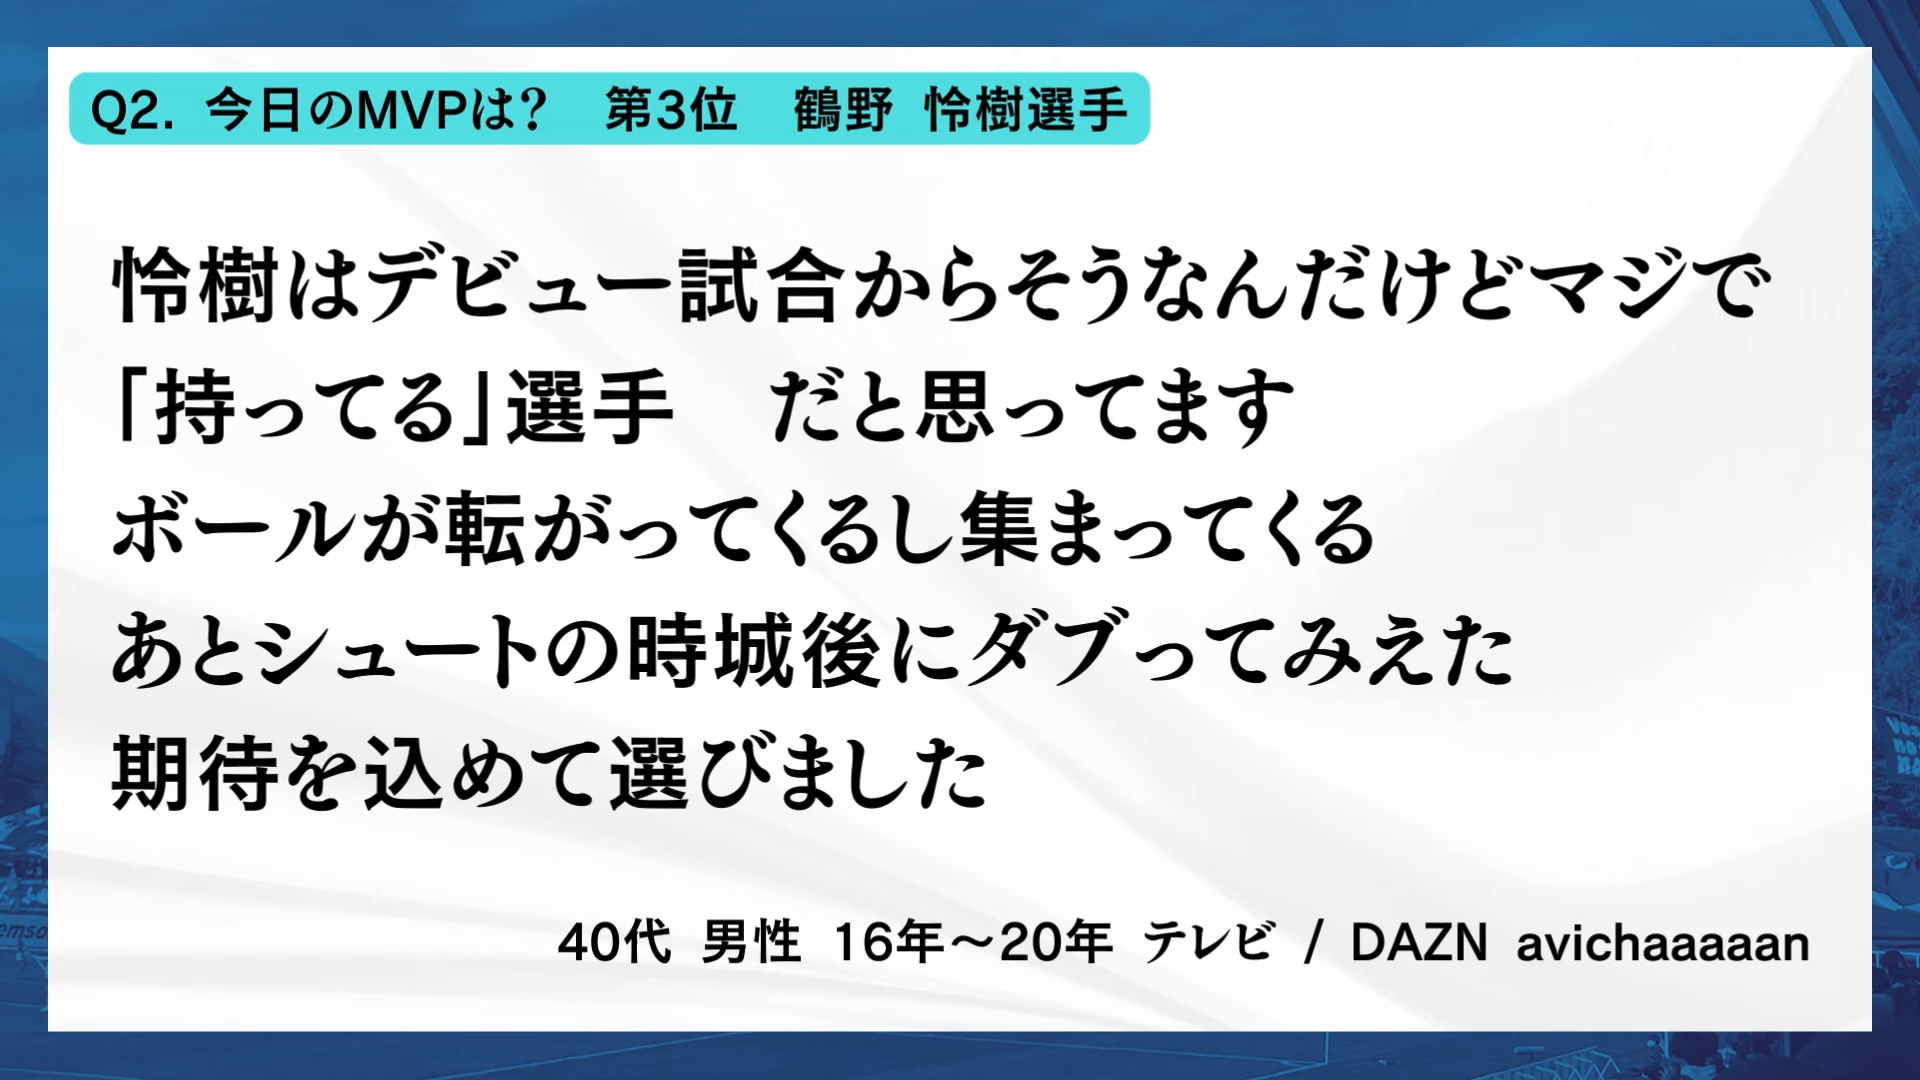 Q2. 今日のMVPは？　第3位　鶴野 怜樹選手
怜樹はデビュー試合からそうなんだけどマジで
「持ってる」選手　だと思ってます
ボールが転がってくるし集まってくる
あとシュートの時城後にダブってみえた
期待を込めて選びました
40代 男性 16年～20年 テレビ / DAZN avichaaaaan